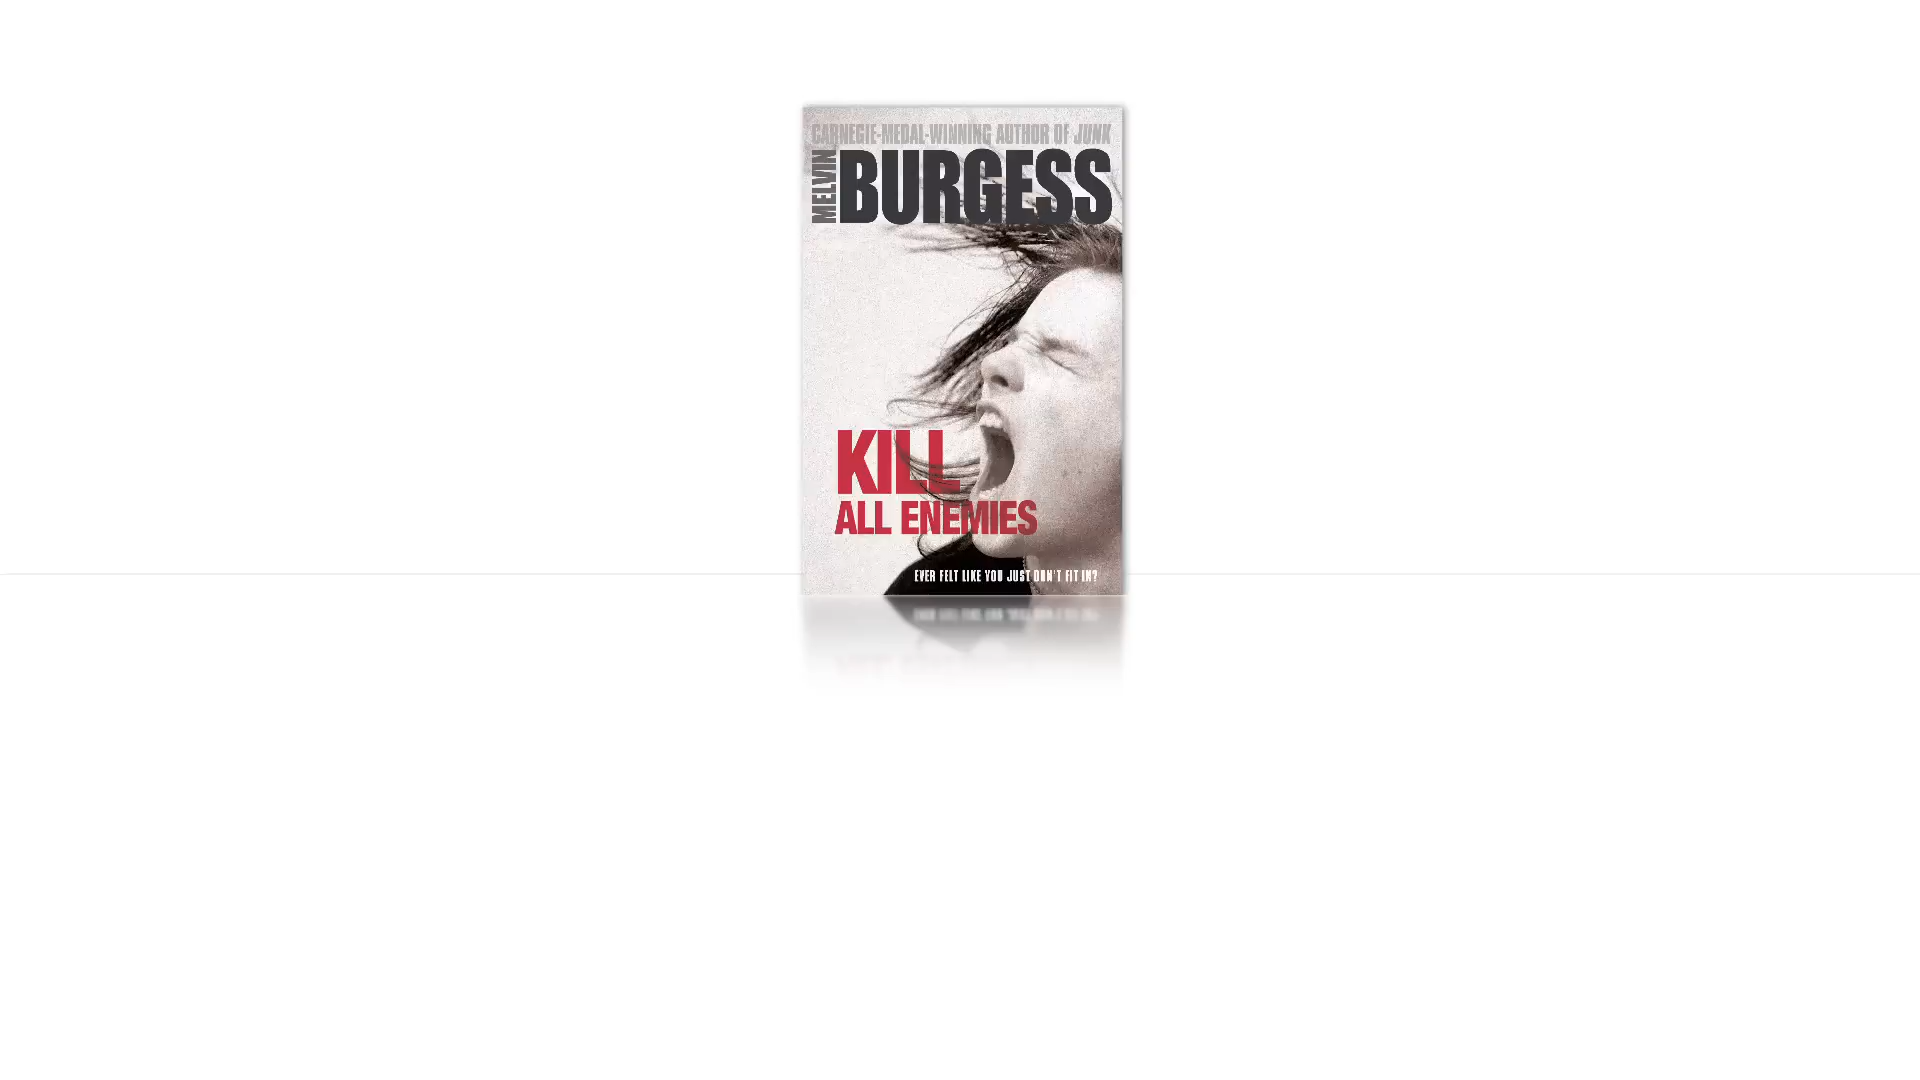 CARNEGIE-MEDAL-WINNING AUTHOR OF JUNK
MELVIN
BURGESS
KILL
ALL ENEMIES
EVER FELT LIKE YOU JUST DON'T FIT IN?